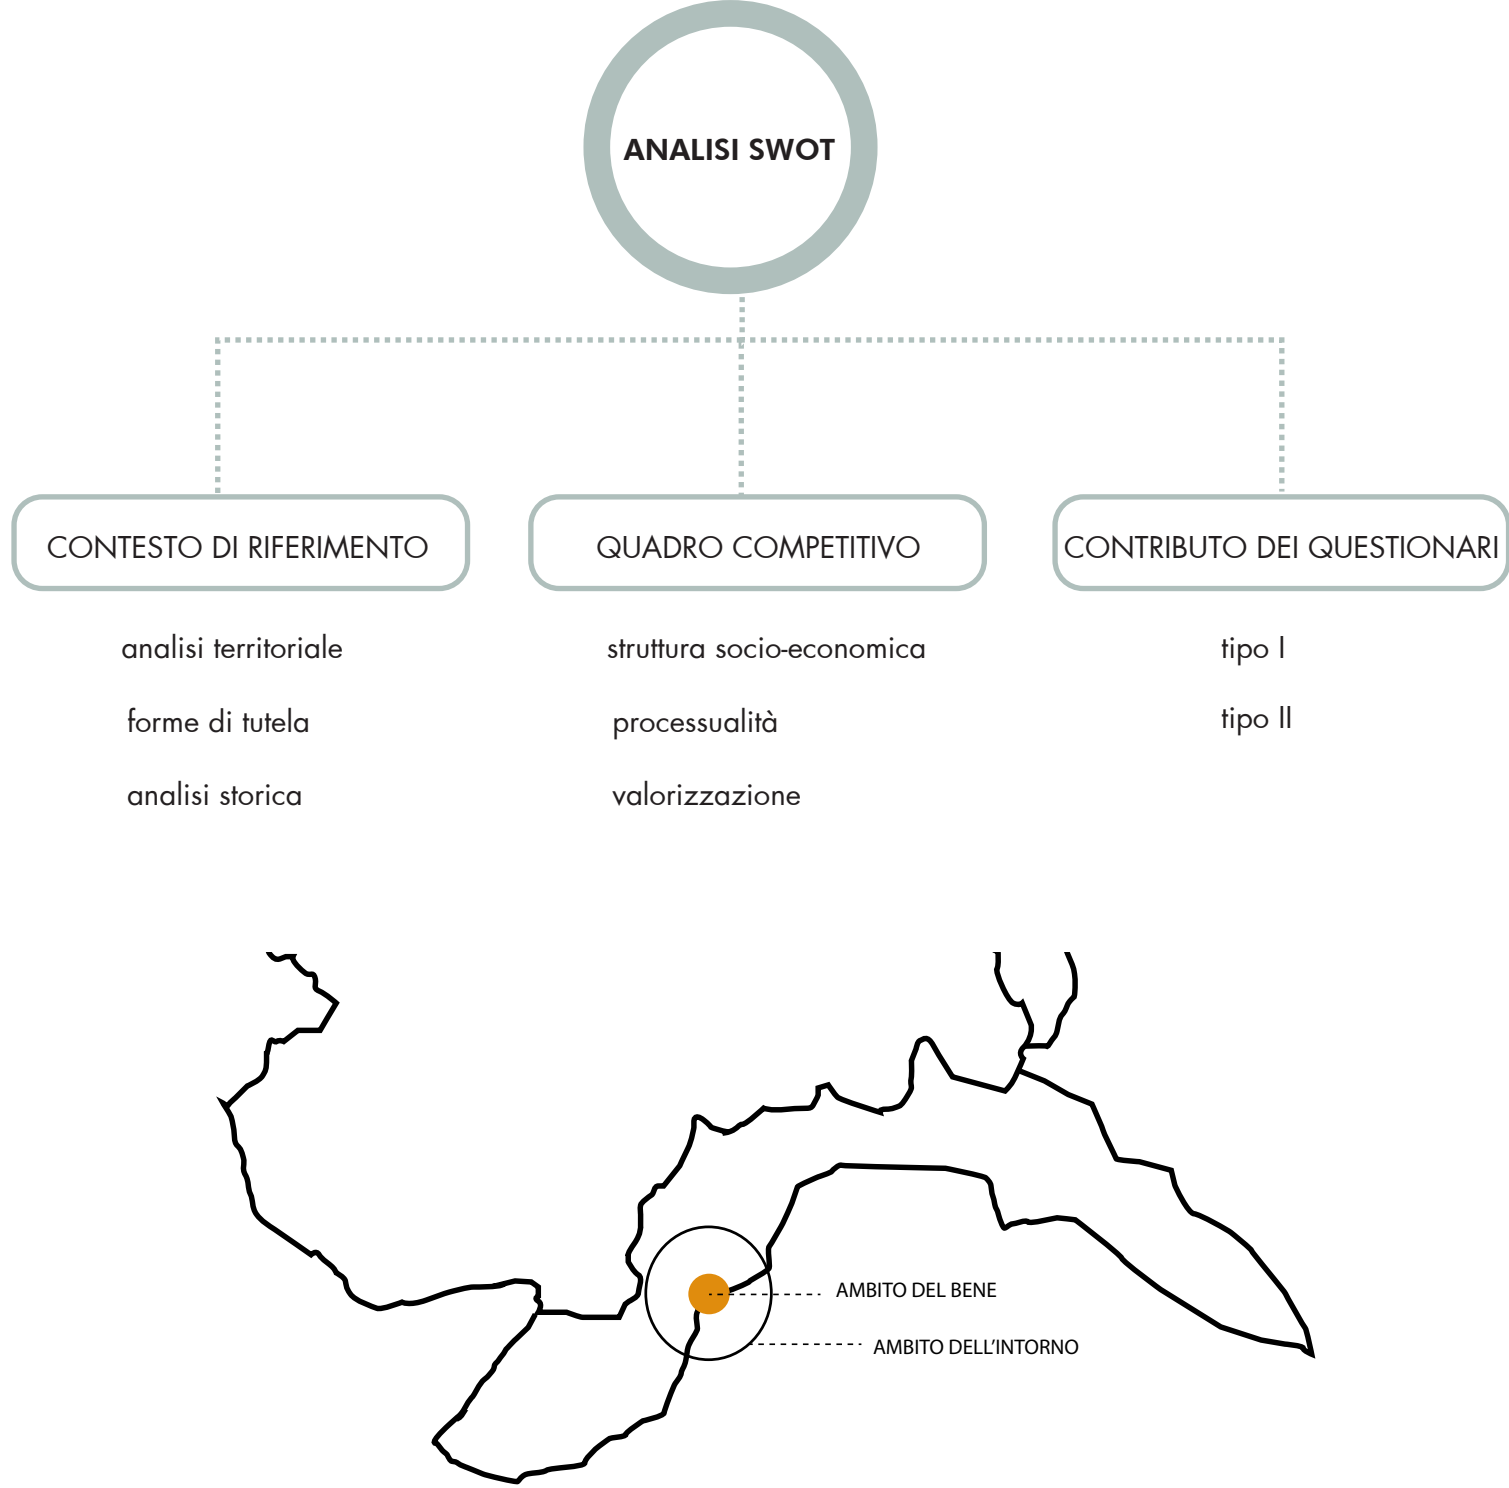 ANALISI SWOT
CONTESTO DI RIFERIMENTO
analisi territoriale
forme di tutela
analisi storica
QUADRO COMPETITIVO
struttura socio-economica
processualità
valorizzazione
CONTRIBUTO DEI QUESTIONARI
tipo I
tipo II
AMBITO DEL BENE
AMBITO DELL'INTORNO